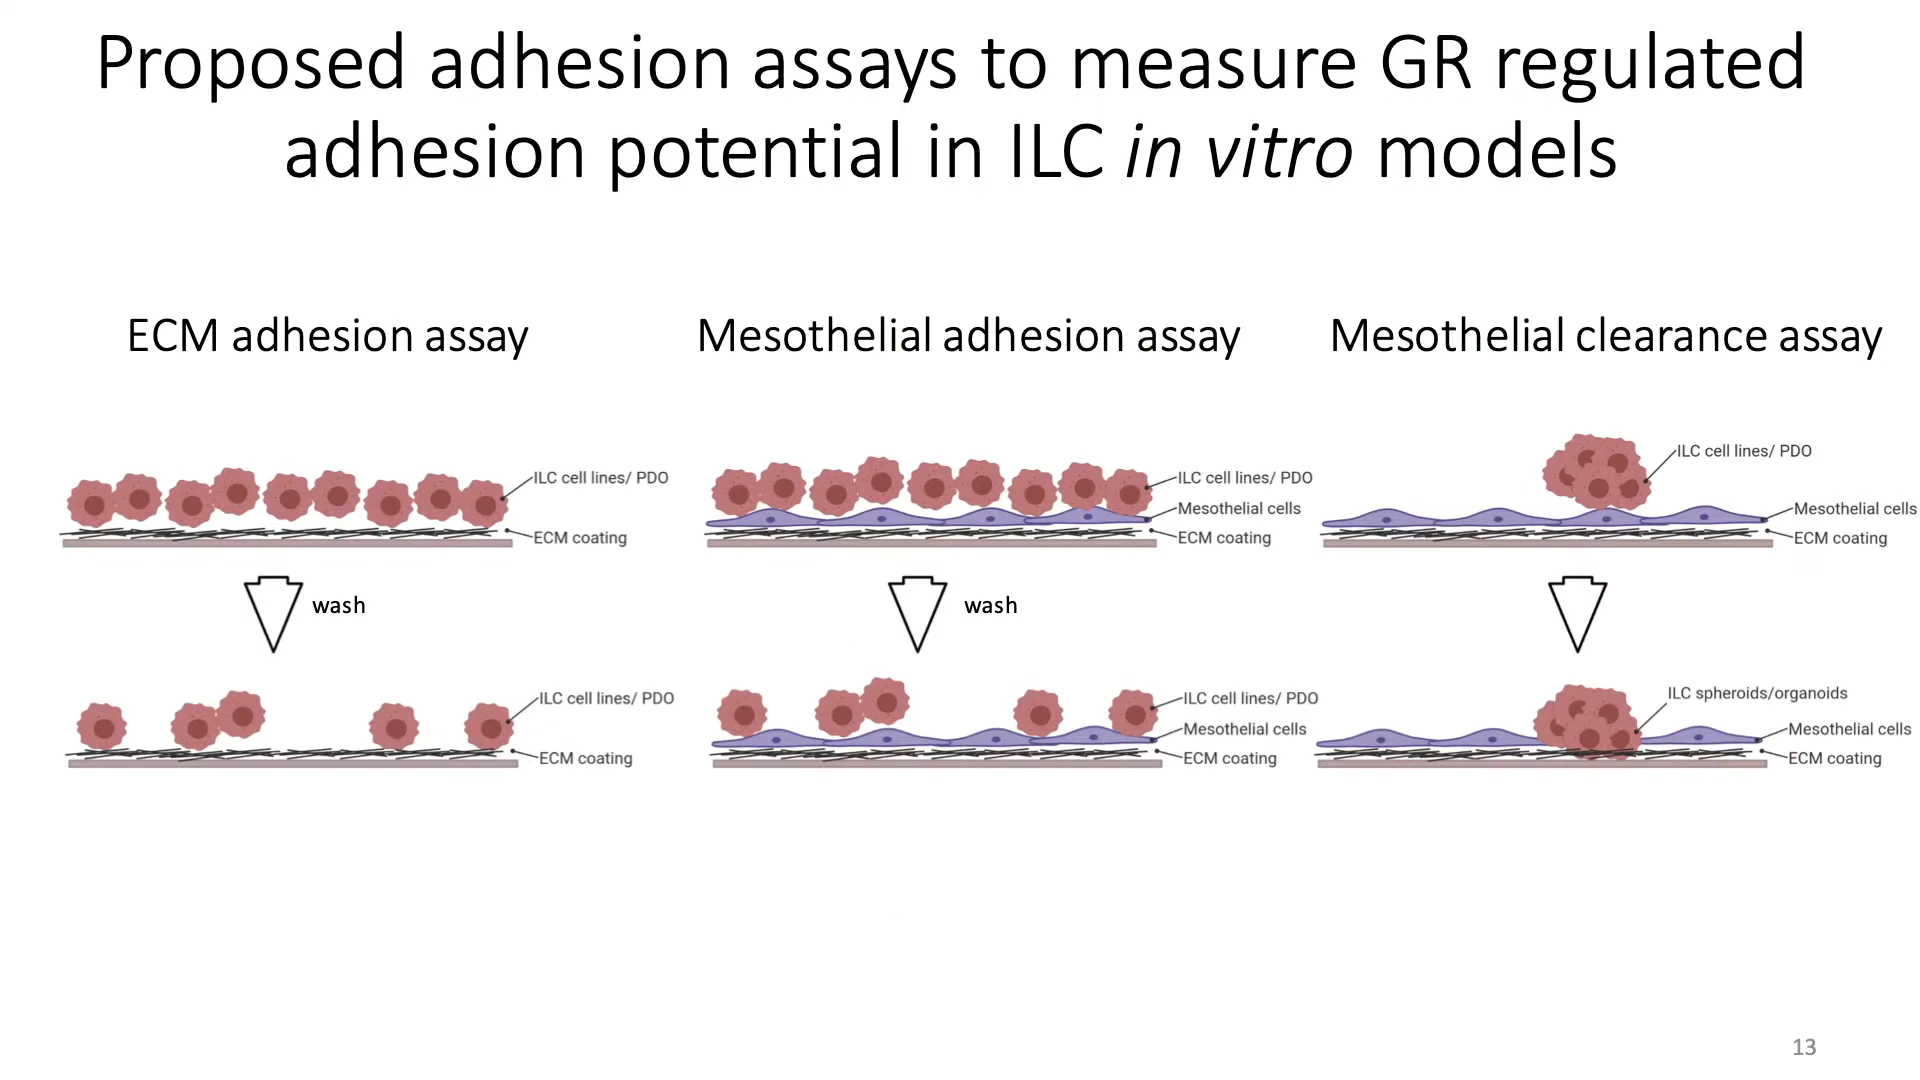 Proposed adhesion assays to measure GR regulated
adhesion potential in ILC in vitro models
ECM adhesion assay
ILC cell lines/ PDO
ECM coating
wash
ILC cell lines/ PDO
ECM coating
Mesothelial adhesion assay
ILC cell lines/ PDO
Mesothelial cells
ECM coating
wash
ILC cell lines/ PDO
Mesothelial cells
ECM coating
Mesothelial clearance assay
ILC cell lines/ PDO
Mesothelial cells
ECM coating
ILC spheroids/organoids
Mesothelial cells
ECM coating
13